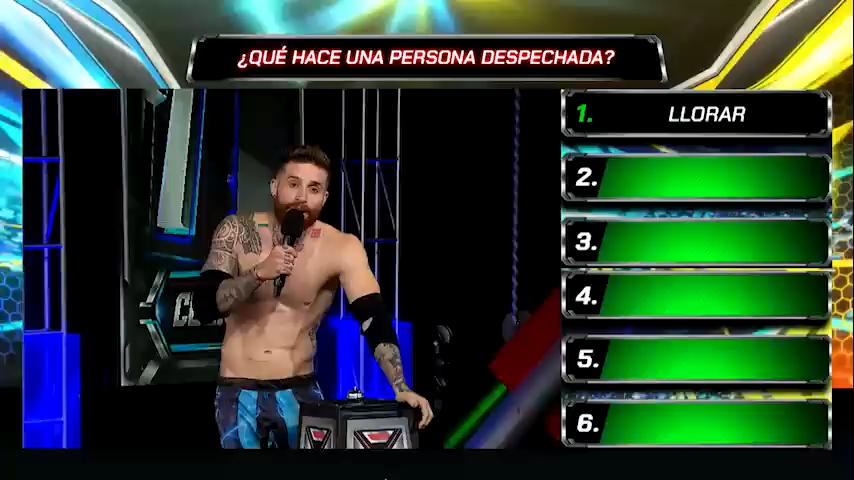 ¿QUÉ HACE UNA PERSONA DESPECHADA?
1. LLORAR
2.
3.
4.
5.
6.